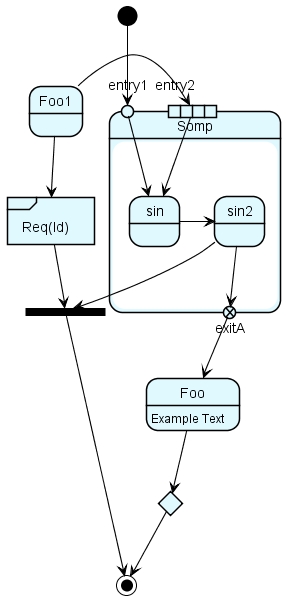 entry1
entry2
Foo1
Somp
sin
sin2
Req(Id)
exitA
Foo
Example Text